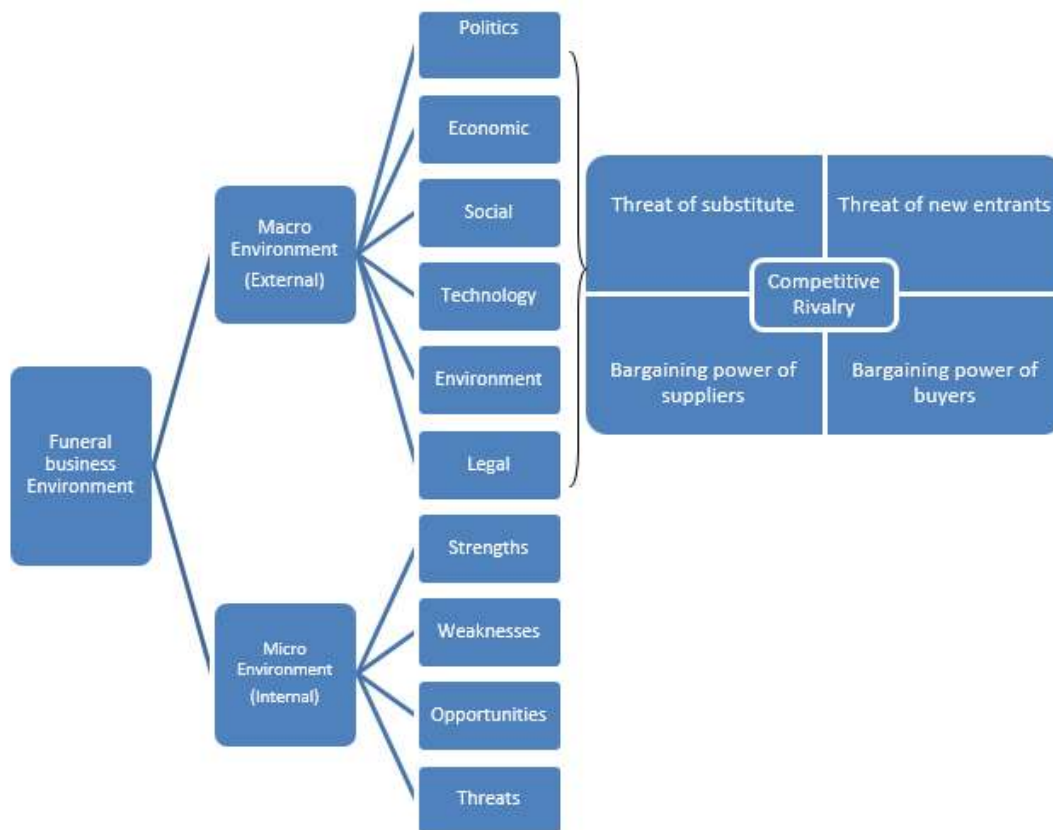 Politics
Economic
Social
Technology
Environment
Legal
Strengths
Weaknesses
Opportunities
Threats
Macro
Environment
(External)
Micro
Environment
(Internal)
Funeral
business
Environment
Threat of substitute
Threat of new entrants
Competitive
Rivalry
Bargaining power of
suppliers
Bargaining power of
buyers